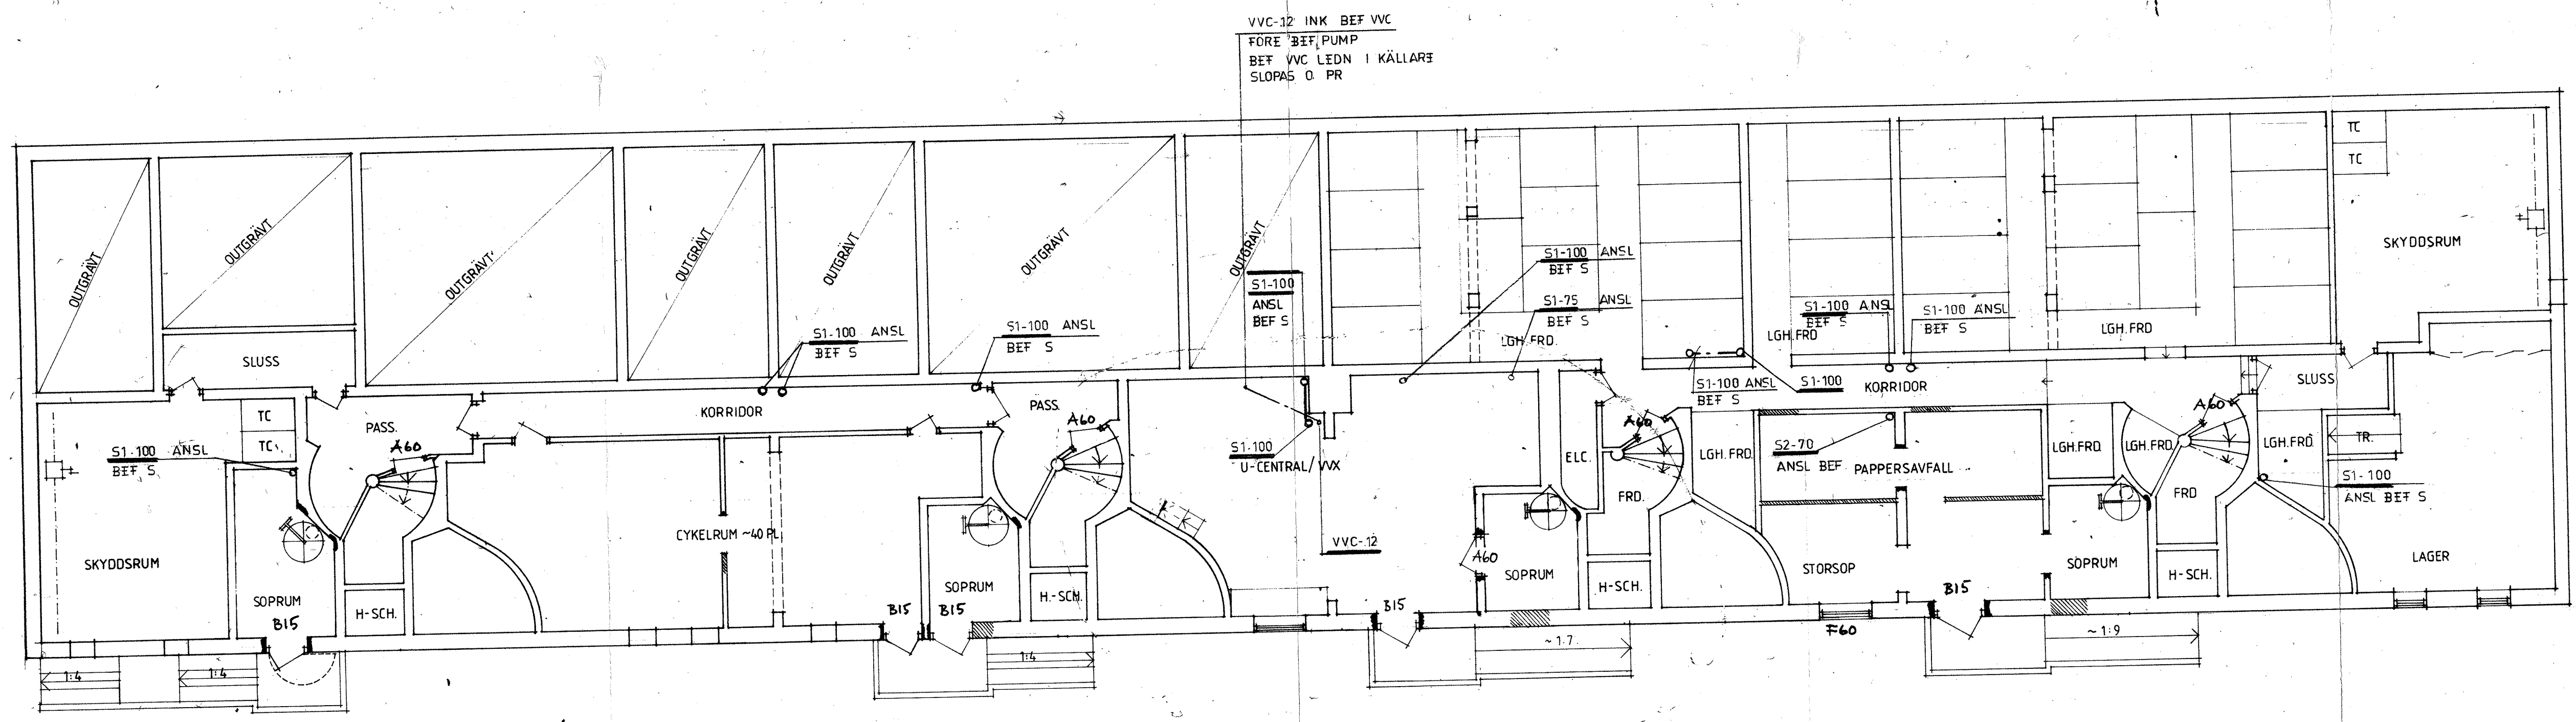 VVC-12 INK BEF VVC
FÖRE BEF PUMP
BEF VVC LEDN I KÄLLARE
SLOPAS O. PR
OUTGRÄVT
OUTGRÄVT
OUTGRÄVT
OUTGRÄVT
OUTGRÄVT
OUTGRÄVT
OUTGRÄVT
TC
TC
SKYDDSRUM
S1-100 ANSL
BEF S
S1-75 ANSL
BEF S
S1-100
ANSL
BEF S
S1-100 ANSL
BEF S
S1-100 ANSL
BEF S
S1-100 ANSL
BEF S
S1-100 ANSL
BEF S
LGH.FRD.
LGH.FRD
LGH.FRD
SLUSS
S1-100 ANSL
BEF S
S1-100
KORRIDOR
SLUSS
TC
TC
PASS.
A60
KORRIDOR
PASS.
A60
A60
A60
S1-100 ANSL
BEF S
S1-100
U-CENTRAL/VVX
ELC.
LGH.FRD.
S2-70
ANSL BEF
PAPPERSAVFALL
LGH.FRD
LGH.FRD.
LGH.FRD
TR.
S1-100
ANSL BEF S
FRD.
FRD
CYKELRUM ~40 PL
VVC-12
A60
SKYDDSRUM
SOPRUM
B15
H-SCH.
SOPRUM
H.-SCH.
SOPRUM
H-SCH.
STORSOP
SOPRUM
H-SCH.
LAGER
B15
B15
B15
F60
B15
1:4
1:4
1:4
~1:7
~1:9